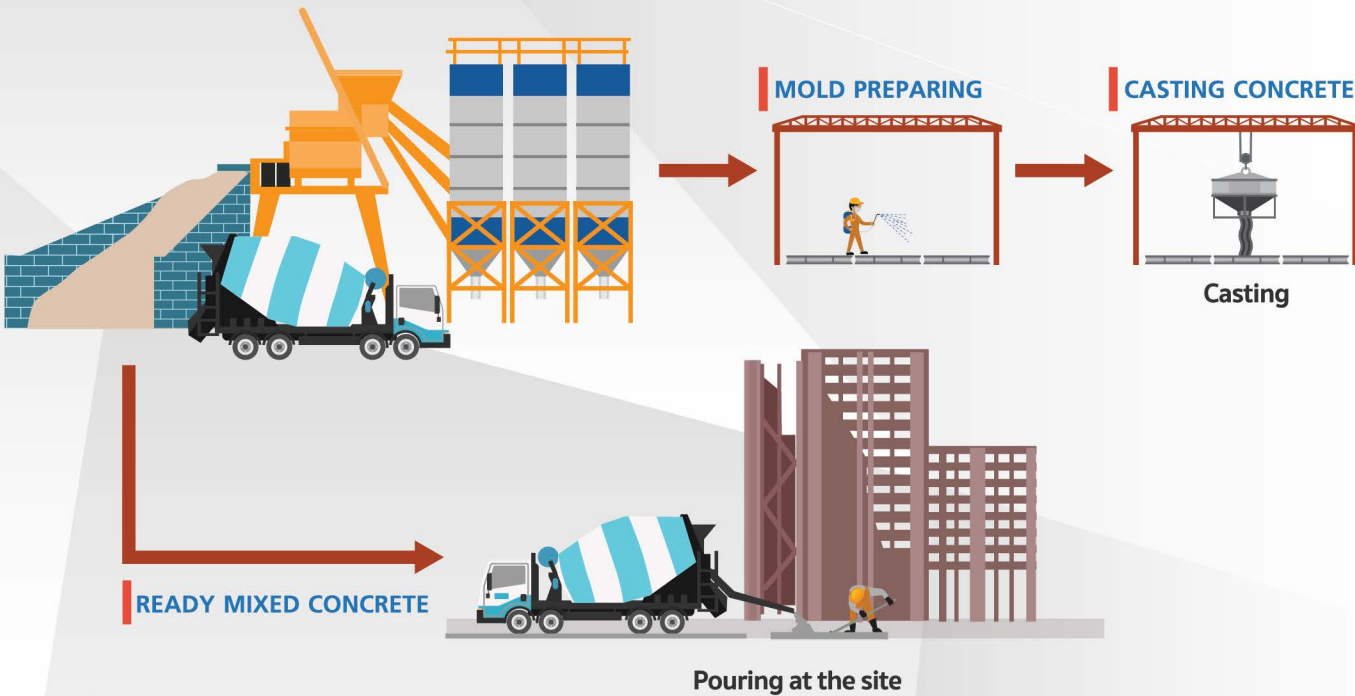 MOLD PREPARING
CASTING CONCRETE
Casting
READY MIXED CONCRETE
Pouring at the site